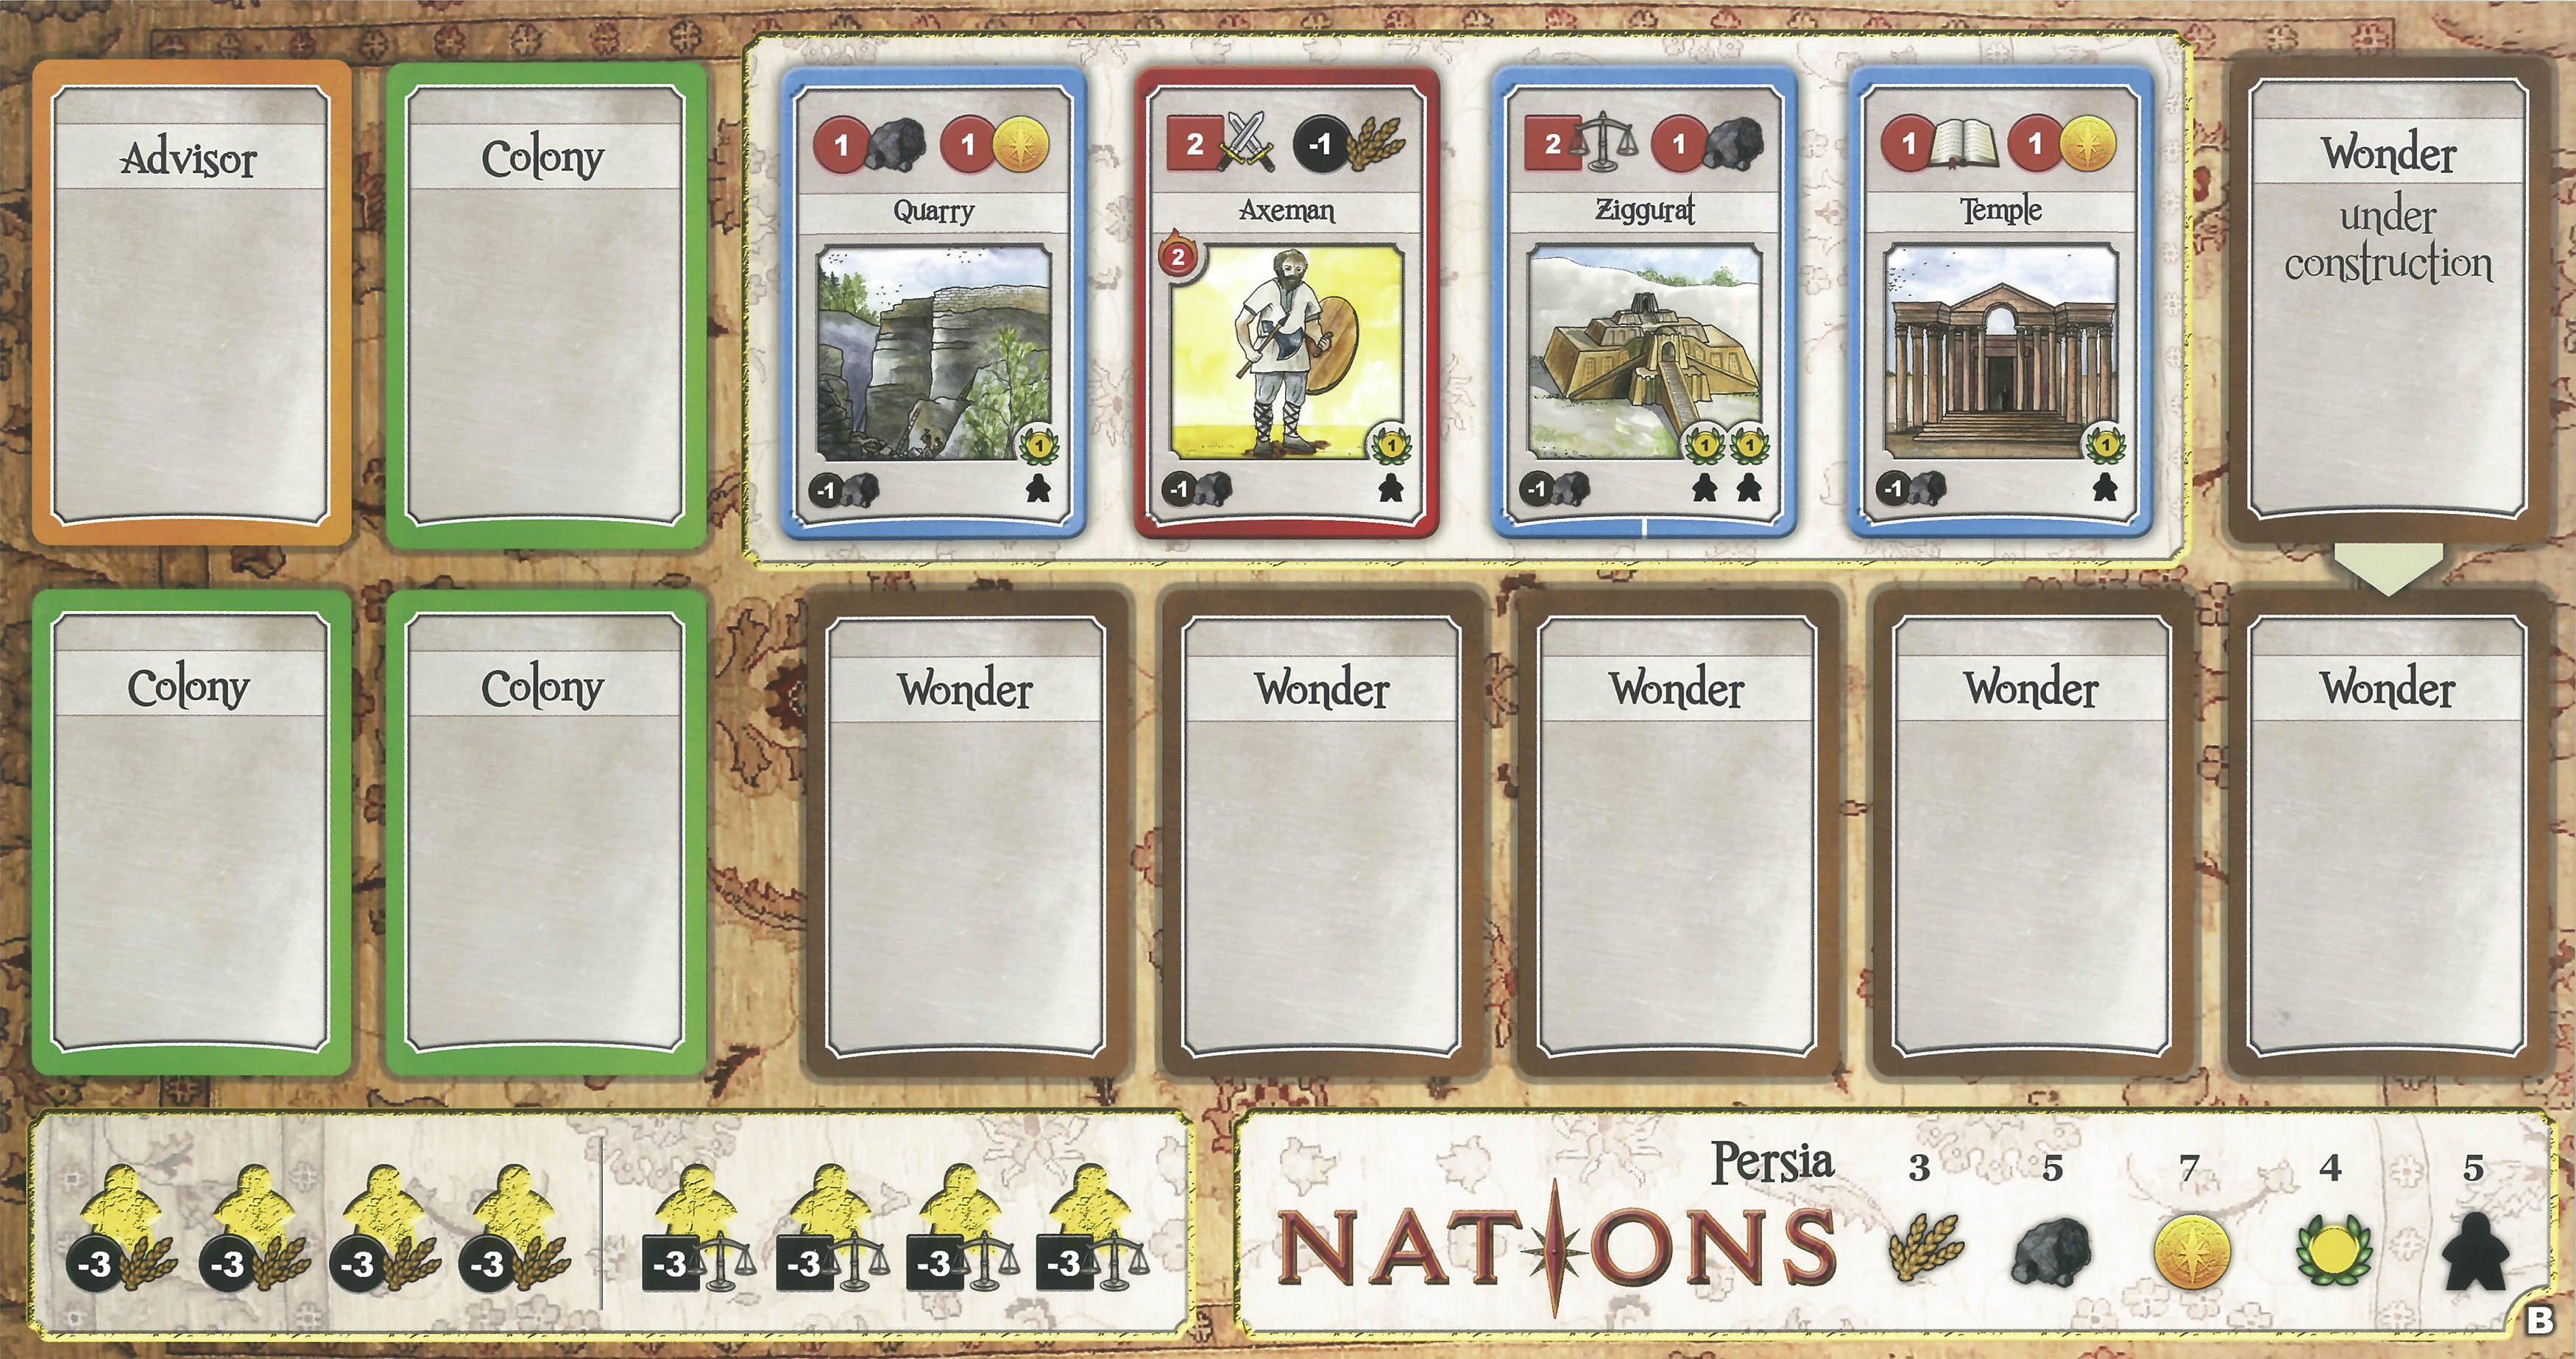 Advisor
Colony
1 1
Quarry
-1
1
2 -1
Axeman
2
-1
1
2 1
Ziggurat
-1
1 1
1 1
Temple
-1
1
Wonder
under
construction
Colony
Colony
Wonder
Wonder
Wonder
Wonder
Wonder
-3 -3 -3 -3
-3 -3 -3 -3
Persia 3 5 7 4 5
NATIONS
B